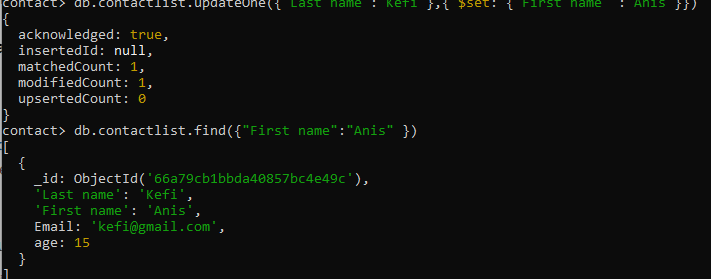 contact> db.contactlist.updateOne({"Last name":"Kefi"},{ $set: { "First name" : "Anis"}})
{
  acknowledged: true,
  insertedId: null,
  matchedCount: 1,
  modifiedCount: 1,
  upsertedCount: 0
}
contact> db.contactlist.find({"First name":"Anis" })
[
  {
    _id: ObjectId('66a79cb1bbda40857bc4e49c'),
    'Last name': 'Kefi',
    'First name': 'Anis',
    Email: 'kefi@gmail.com',
    age: 15
  }
]